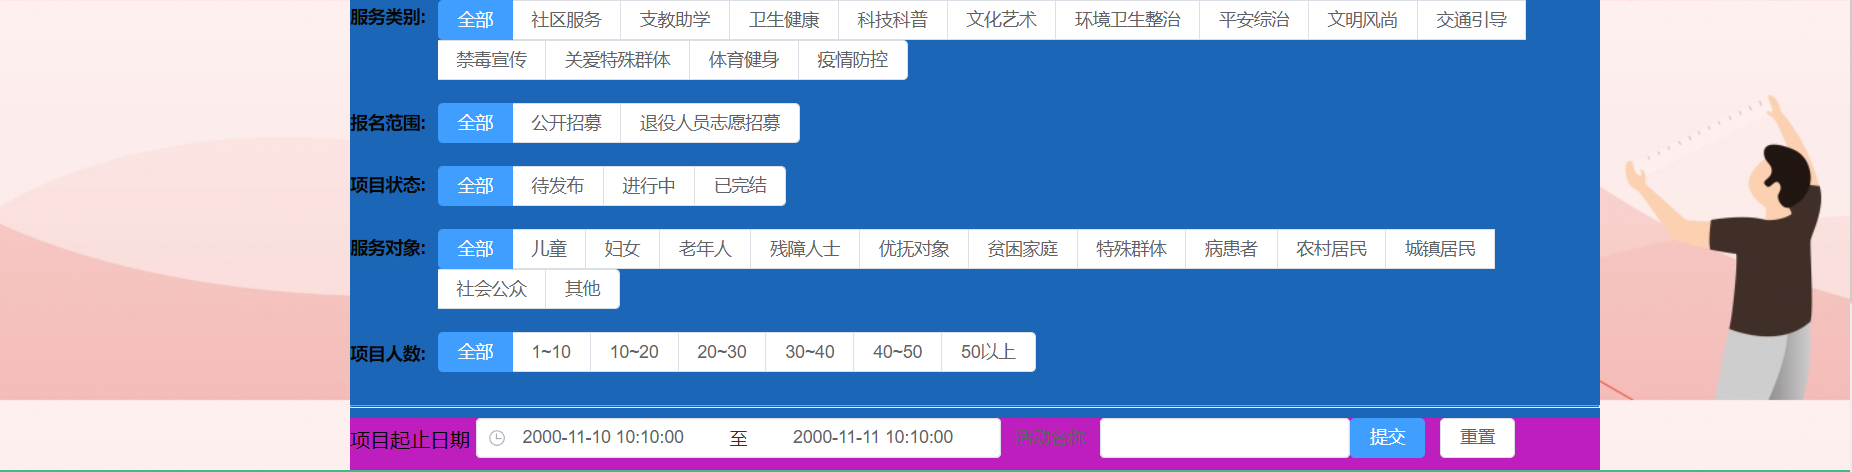 服务类别: 全部 社区服务 支教助学 卫生健康 科技科普 文化艺术 环境卫生整治 平安综治 文明风尚 交通引导
禁毒宣传 关爱特殊群体 体育健身 疫情防控
报名范围: 全部 公开招募 退役人员志愿招募
项目状态: 全部 待发布 进行中 已完结
服务对象: 全部 儿童 妇女 老年人 残障人士 优抚对象 贫困家庭 特殊群体 病患者 农村居民 城镇居民
社会公众 其他
项目人数: 全部 1~10 10~20 20~30 30~40 40~50 50以上
项目起止日期 2000-11-10 10:10:00 至 2000-11-11 10:10:00 活动名称 提交 重置